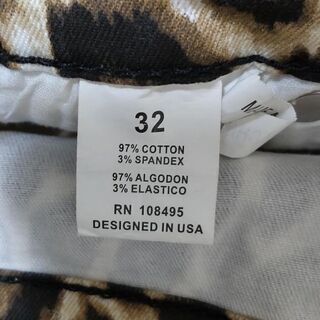 32
97% COTTON
3% SPANDEX
97% ALGODON
3% ELASTICO
RN 108495
DESIGNED IN USA